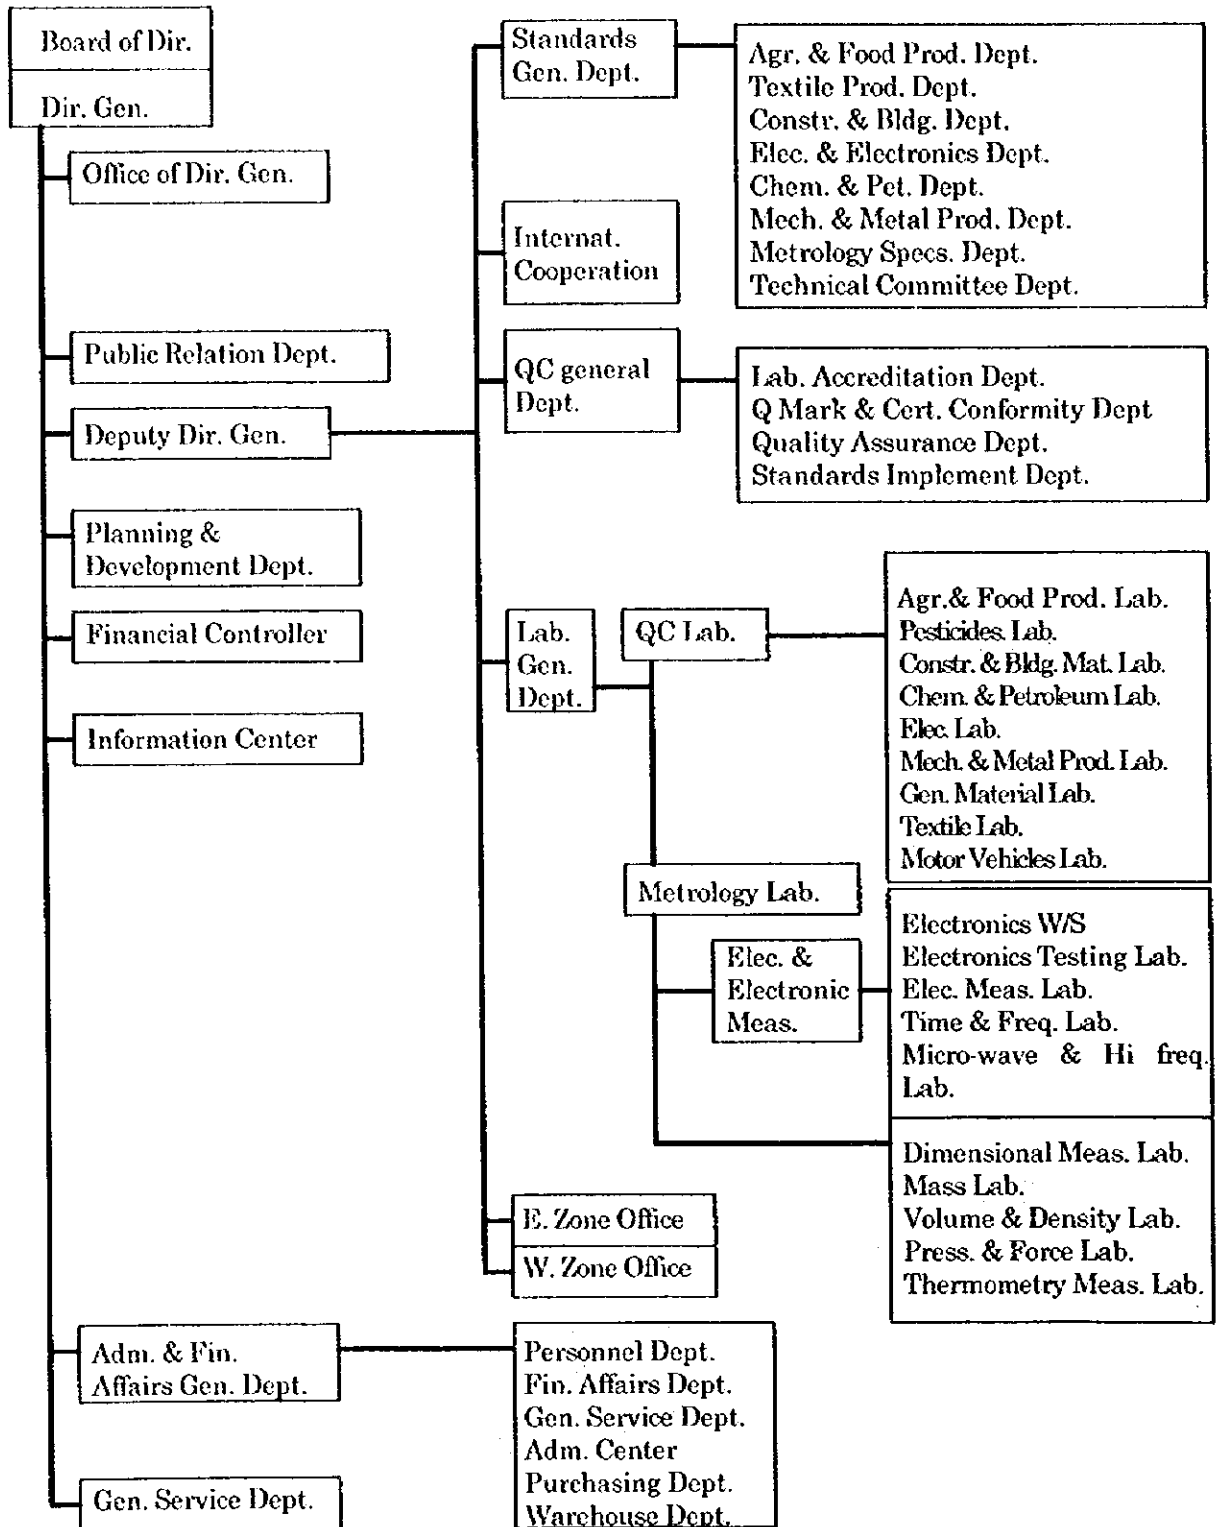 Board of Dir.
Dir. Gen.
Office of Dir. Gen.
Public Relation Dept.
Deputy Dir. Gen.
Planning &
Development Dept.
Financial Controller
Information Center
Adm. & Fin.
Affairs Gen. Dept.
Gen. Service Dept.
Standards
Gen. Dept.
Internat.
Cooperation
QC general
Dept.
Lab.
Gen.
Dept.
E. Zone Office
W. Zone Office
Agr. & Food Prod. Dept.
Textile Prod. Dept.
Constr. & Bldg. Dept.
Elec. & Electronics Dept.
Chem. & Pet. Dept.
Mech. & Metal Prod. Dept.
Metrology Specs. Dept.
Technical Committee Dept.
Lab. Accreditation Dept.
Q Mark & Cert. Conformity Dept
Quality Assurance Dept.
Standards Implement Dept.
QC Lab.
Agr.& Food Prod. Lab.
Pesticides. Lab.
Constr. & Bldg. Mat. Lab.
Chem. & Petroleum Lab.
Elec. Lab.
Mech. & Metal Prod. Lab.
Gen. Material Lab.
Textile Lab.
Motor Vehicles Lab.
Metrology Lab.
Elec. &
Electronic
Meas.
Electronics W/S
Electronics Testing Lab.
Elec. Meas. Lab.
Time & Freq. Lab.
Micro-wave & Hi freq.
Lab.
Dimensional Meas. Lab.
Mass Lab.
Volume & Density Lab.
Press. & Force Lab.
Thermometry Meas. Lab.
Personnel Dept.
Fin. Affairs Dept.
Gen. Service Dept.
Adm. Center
Purchasing Dept.
Warehouse Dept.